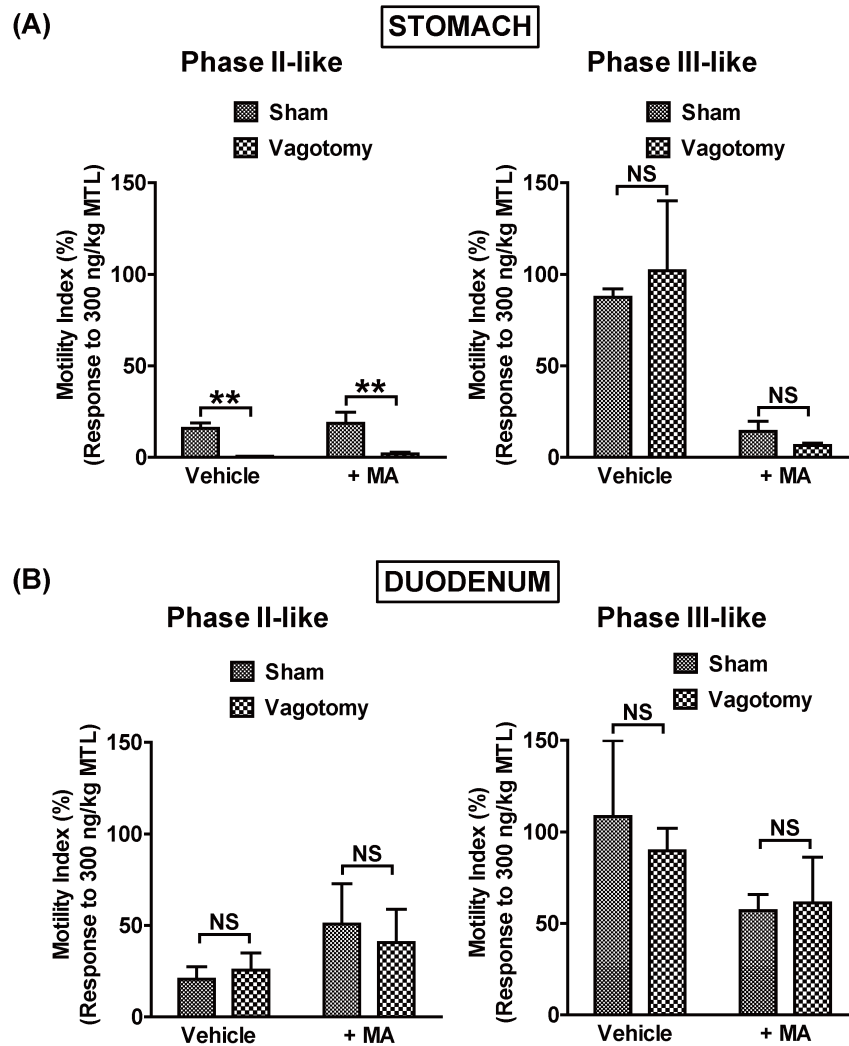 (A)
STOMACH
Phase II-like
Sham
Vagotomy
Motility Index (%)
(Response to 300 ng/kg MTL)
150
100
50
0
**
**
Vehicle
+ MA
Phase III-like
Sham
Vagotomy
Motility Index (%)
(Response to 300 ng/kg MTL)
150
100
50
0
NS
NS
Vehicle
+ MA
(B)
DUODENUM
Phase II-like
Sham
Vagotomy
Motility Index (%)
(Response to 300 ng/kg MTL)
150
100
50
0
NS
NS
Vehicle
+ MA
Phase III-like
Sham
Vagotomy
Motility Index (%)
(Response to 300 ng/kg MTL)
150
100
50
0
NS
NS
Vehicle
+ MA